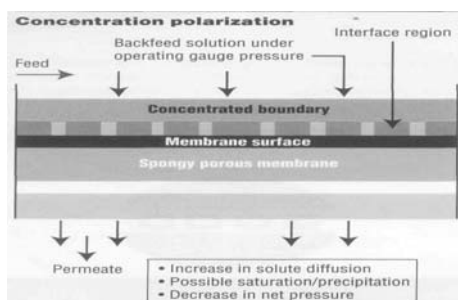 Concentration polarization
Backfeed solution under
operating gauge pressure
Interface region
Feed
Concentrated boundary
Membrane surface
Spongy porous membrane
Permeate
• Increase in solute diffusion
• Possible saturation/precipitation
• Decrease in net pressure